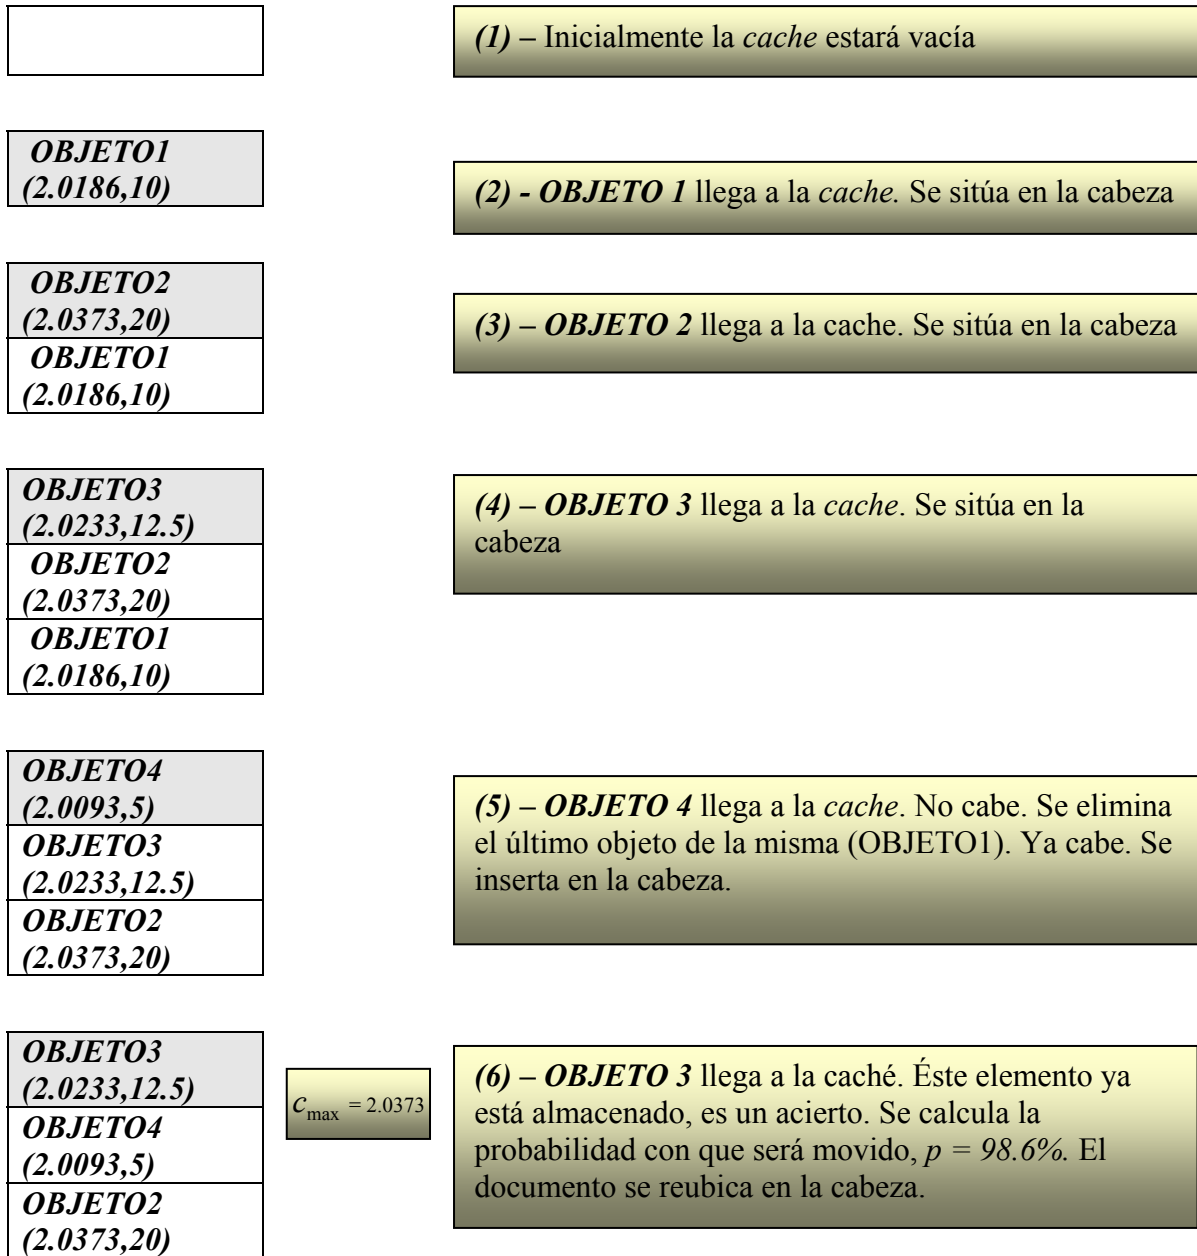 (1) – Inicialmente la cache estará vacía
OBJETO1
(2.0186,10)
(2) - OBJETO 1 llega a la cache. Se sitúa en la cabeza
OBJETO2
(2.0373,20)
OBJETO1
(2.0186,10)
(3) – OBJETO 2 llega a la cache. Se sitúa en la cabeza
OBJETO3
(2.0233,12.5)
OBJETO2
(2.0373,20)
OBJETO1
(2.0186,10)
(4) – OBJETO 3 llega a la cache. Se sitúa en la
cabeza
OBJETO4
(2.0093,5)
OBJETO3
(2.0233,12.5)
OBJETO2
(2.0373,20)
(5) – OBJETO 4 llega a la cache. No cabe. Se elimina
el último objeto de la misma (OBJETO1). Ya cabe. Se
inserta en la cabeza.
OBJETO3
(2.0233,12.5)
OBJETO4
(2.0093,5)
OBJETO2
(2.0373,20)
c max = 2.0373
(6) – OBJETO 3 llega a la caché. Éste elemento ya
está almacenado, es un acierto. Se calcula la
probabilidad con que será movido, p = 98.6%. El
documento se reubica en la cabeza.